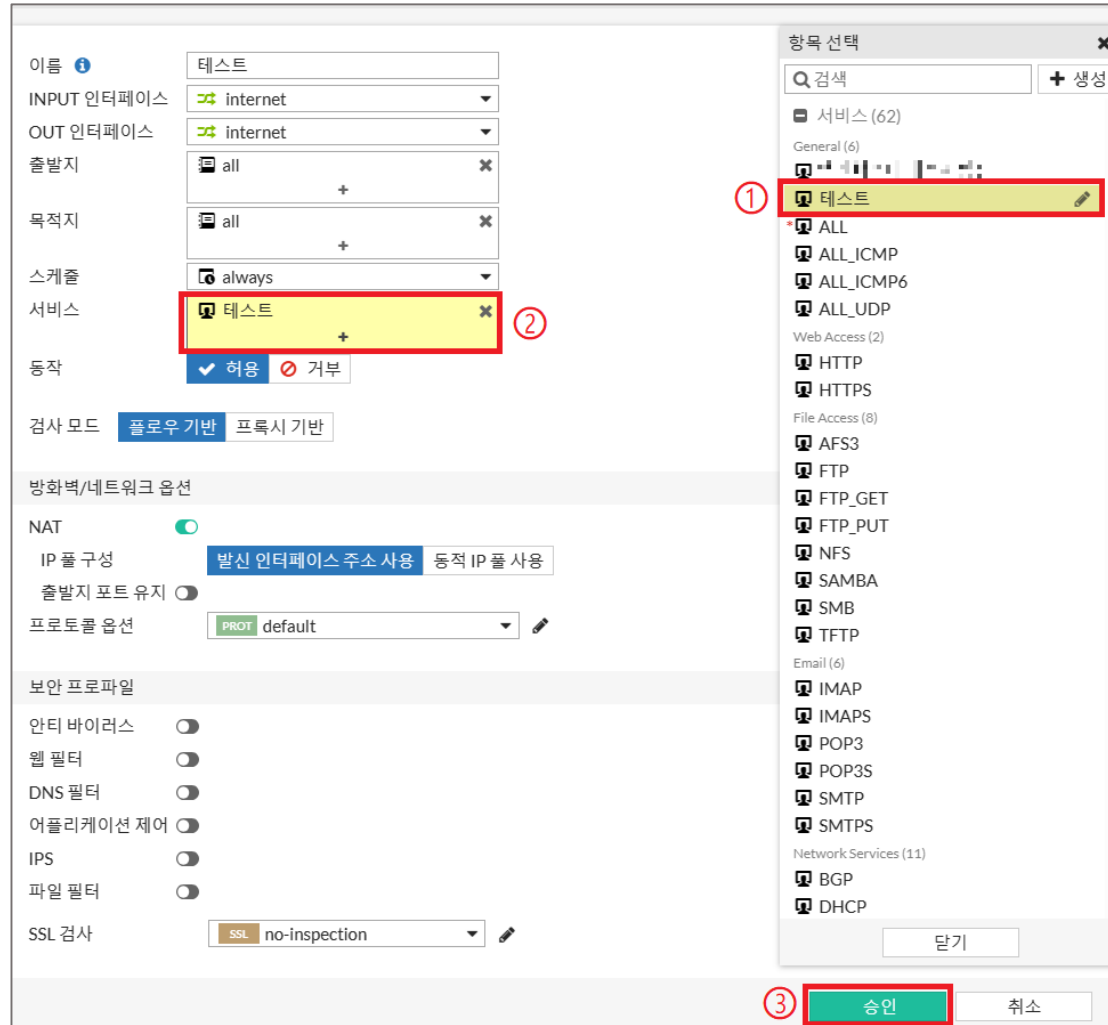 이름 테스트
INPUT 인터페이스 internet
OUT 인터페이스 internet
출발지 all
+
목적지 all
+
스케줄 always
서비스 테스트
+
②
동작 허용 거부
검사 모드 플로우 기반 프록시 기반
방화벽/네트워크 옵션
NAT
IP 풀 구성 발신 인터페이스 주소 사용 동적 IP 풀 사용
출발지 포트 유지
프로토콜 옵션 PROT default
보안 프로파일
안티 바이러스
웹 필터
DNS 필터
어플리케이션 제어
IPS
파일 필터
SSL 검사 SSL no-inspection
항목 선택
검색 + 생성
서비스 (62)
General (6)
① 테스트
*ALL
ALL_ICMP
ALL_ICMP6
ALL_UDP
Web Access (2)
HTTP
HTTPS
File Access (8)
AFS3
FTP
FTP_GET
FTP_PUT
NFS
SAMBA
SMB
TFTP
Email (6)
IMAP
IMAPS
POP3
POP3S
SMTP
SMTPS
Network Services (11)
BGP
DHCP
닫기
③ 승인 취소